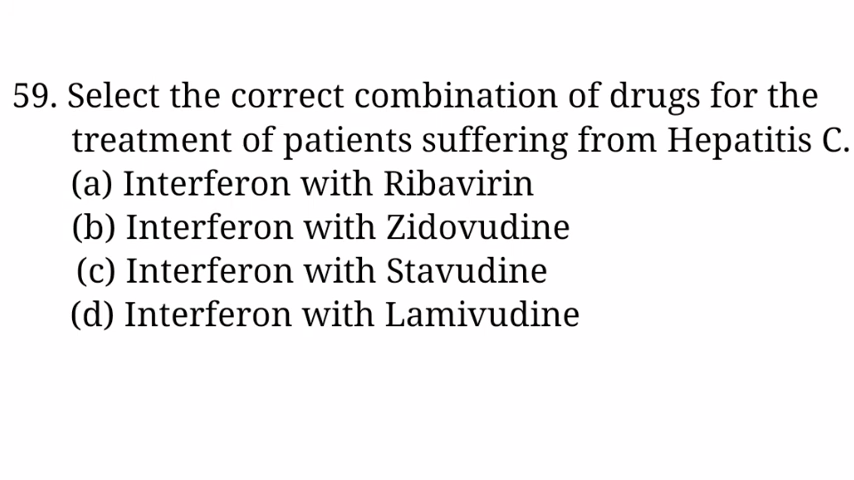 59. Select the correct combination of drugs for the
treatment of patients suffering from Hepatitis C.
(a) Interferon with Ribavirin
(b) Interferon with Zidovudine
(c) Interferon with Stavudine
(d) Interferon with Lamivudine